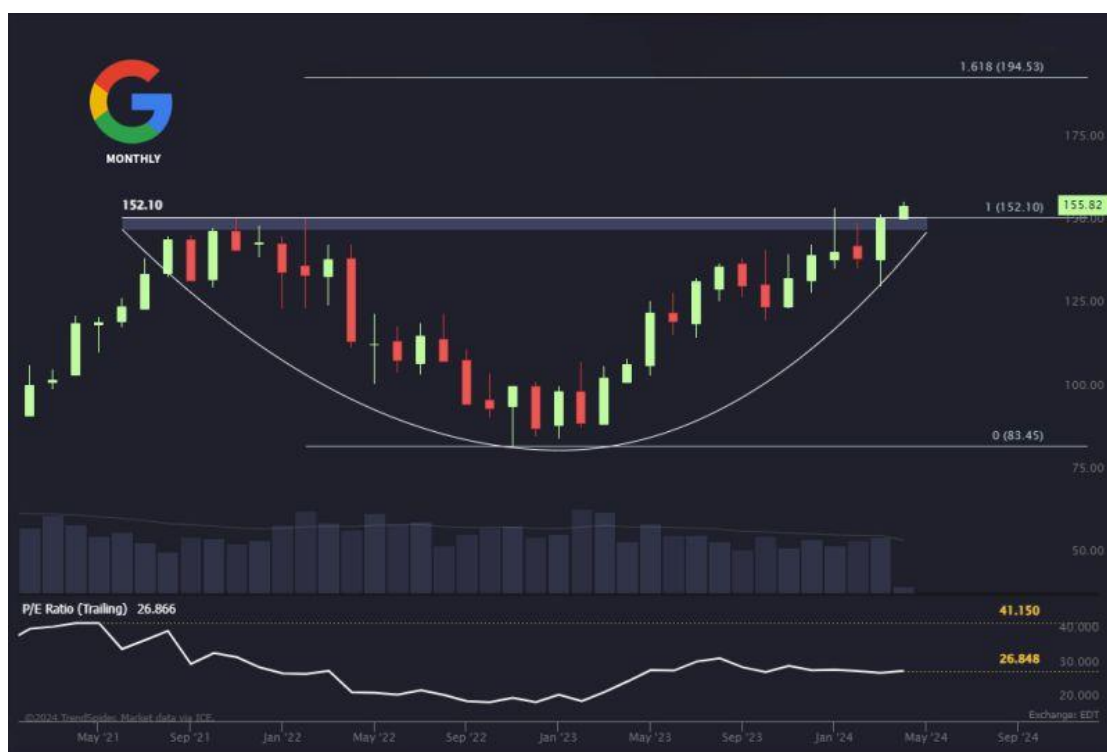 1.618 (194.53)
MONTHLY
175.00
152.10
1 (152.10)
155.82
150.00
125.00
100.00
0 (83.45)
75.00
50.00
P/E Ratio (Trailing) 26.866
41.150
40.000
26.848
30.000
20.000
©2024 TrendSpider. Market data via ICE.
Exchange: EDT
May '21
Sep '21
Jan '22
May '22
Sep '22
Jan '23
May '23
Sep '23
Jan '24
May '24
Sep '24